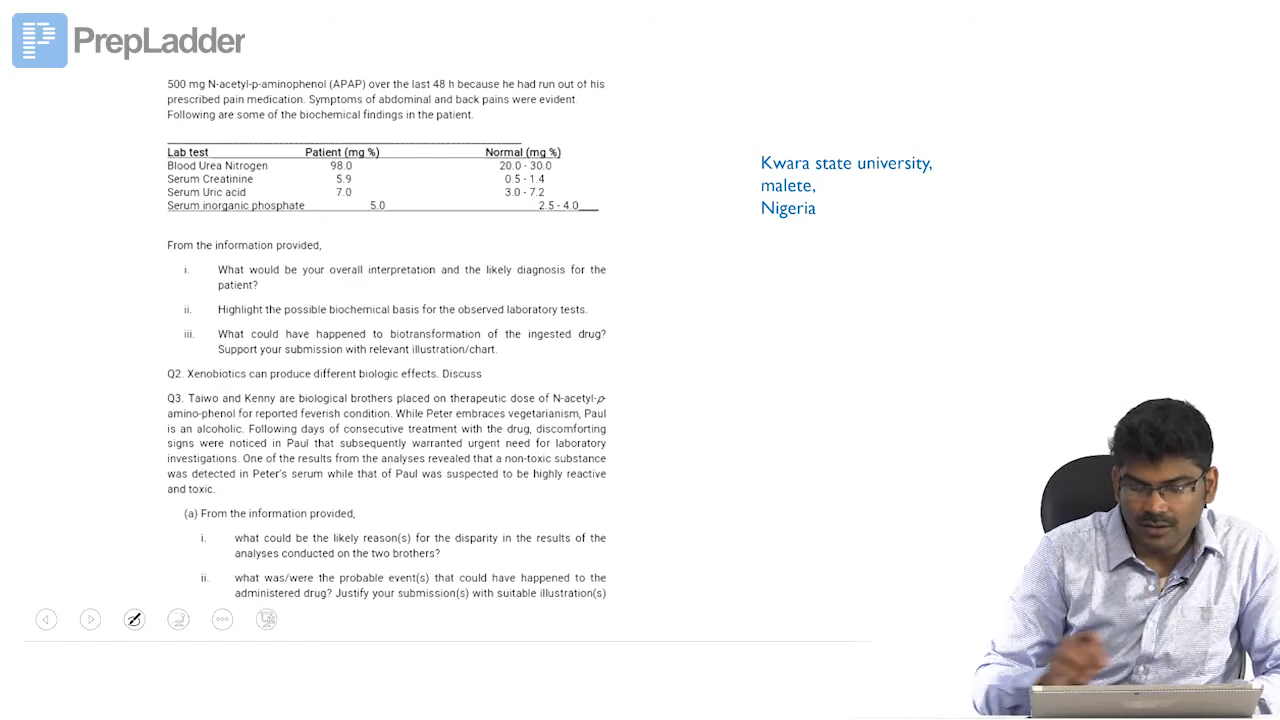 PrepLadder
500 mg N-acetyl-p-aminophenol (APAP) over the last 48 h because he had run out of his
prescribed pain medication. Symptoms of abdominal and back pains were evident.
Following are some of the biochemical findings in the patient.
Lab test Patient (mg %) Normal (mg %)
Blood Urea Nitrogen 98.0 20.0 - 30.0
Serum Creatinine 5.9 0.5 - 1.4
Serum Uric acid 7.0 3.0 - 7.2
Serum inorganic phosphate 5.0 2.5 - 4.0
Kwara state university,
malete,
Nigeria
From the information provided,
i. What would be your overall interpretation and the likely diagnosis for the
patient?
ii. Highlight the possible biochemical basis for the observed laboratory tests.
iii. What could have happened to biotransformation of the ingested drug?
Support your submission with relevant illustration/chart.
Q2. Xenobiotics can produce different biologic effects. Discuss
Q3. Taiwo and Kenny are biological brothers placed on therapeutic dose of N-acetyl-p-
amino-phenol for reported feverish condition. While Peter embraces vegetarianism, Paul
is an alcoholic. Following days of consecutive treatment with the drug, discomforting
signs were noticed in Paul that subsequently warranted urgent need for laboratory
investigations. One of the results from the analyses revealed that a non-toxic substance
was detected in Peter's serum while that of Paul was suspected to be highly reactive
and toxic.
(a) From the information provided,
i. what could be the likely reason(s) for the disparity in the results of the
analyses conducted on the two brothers?
ii. what was/were the probable event(s) that could have happened to the
administered drug? Justify your submission(s) with suitable illustration(s)